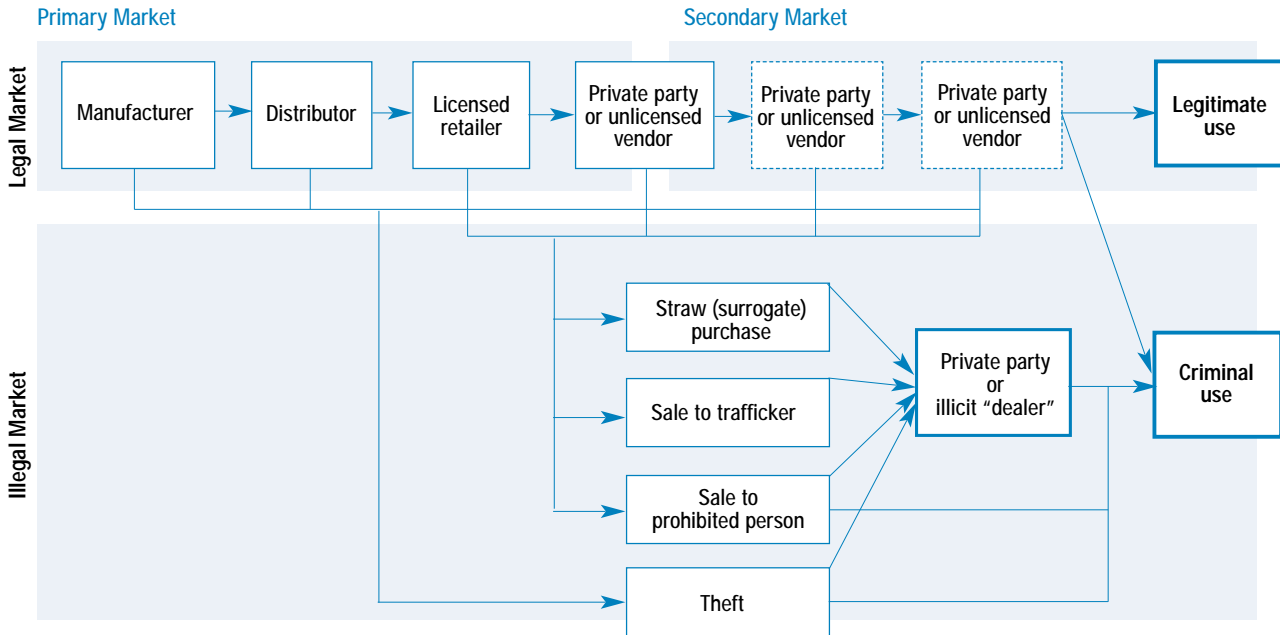 Primary Market
Secondary Market
Legal Market
Manufacturer
Distributor
Licensed
retailer
Private party
or unlicensed
vendor
Private party
or unlicensed
vendor
Private party
or unlicensed
vendor
Legitimate
use
Illegal Market
Straw (surrogate)
purchase
Sale to trafficker
Sale to
prohibited person
Theft
Private party
or
illicit “dealer”
Criminal
use